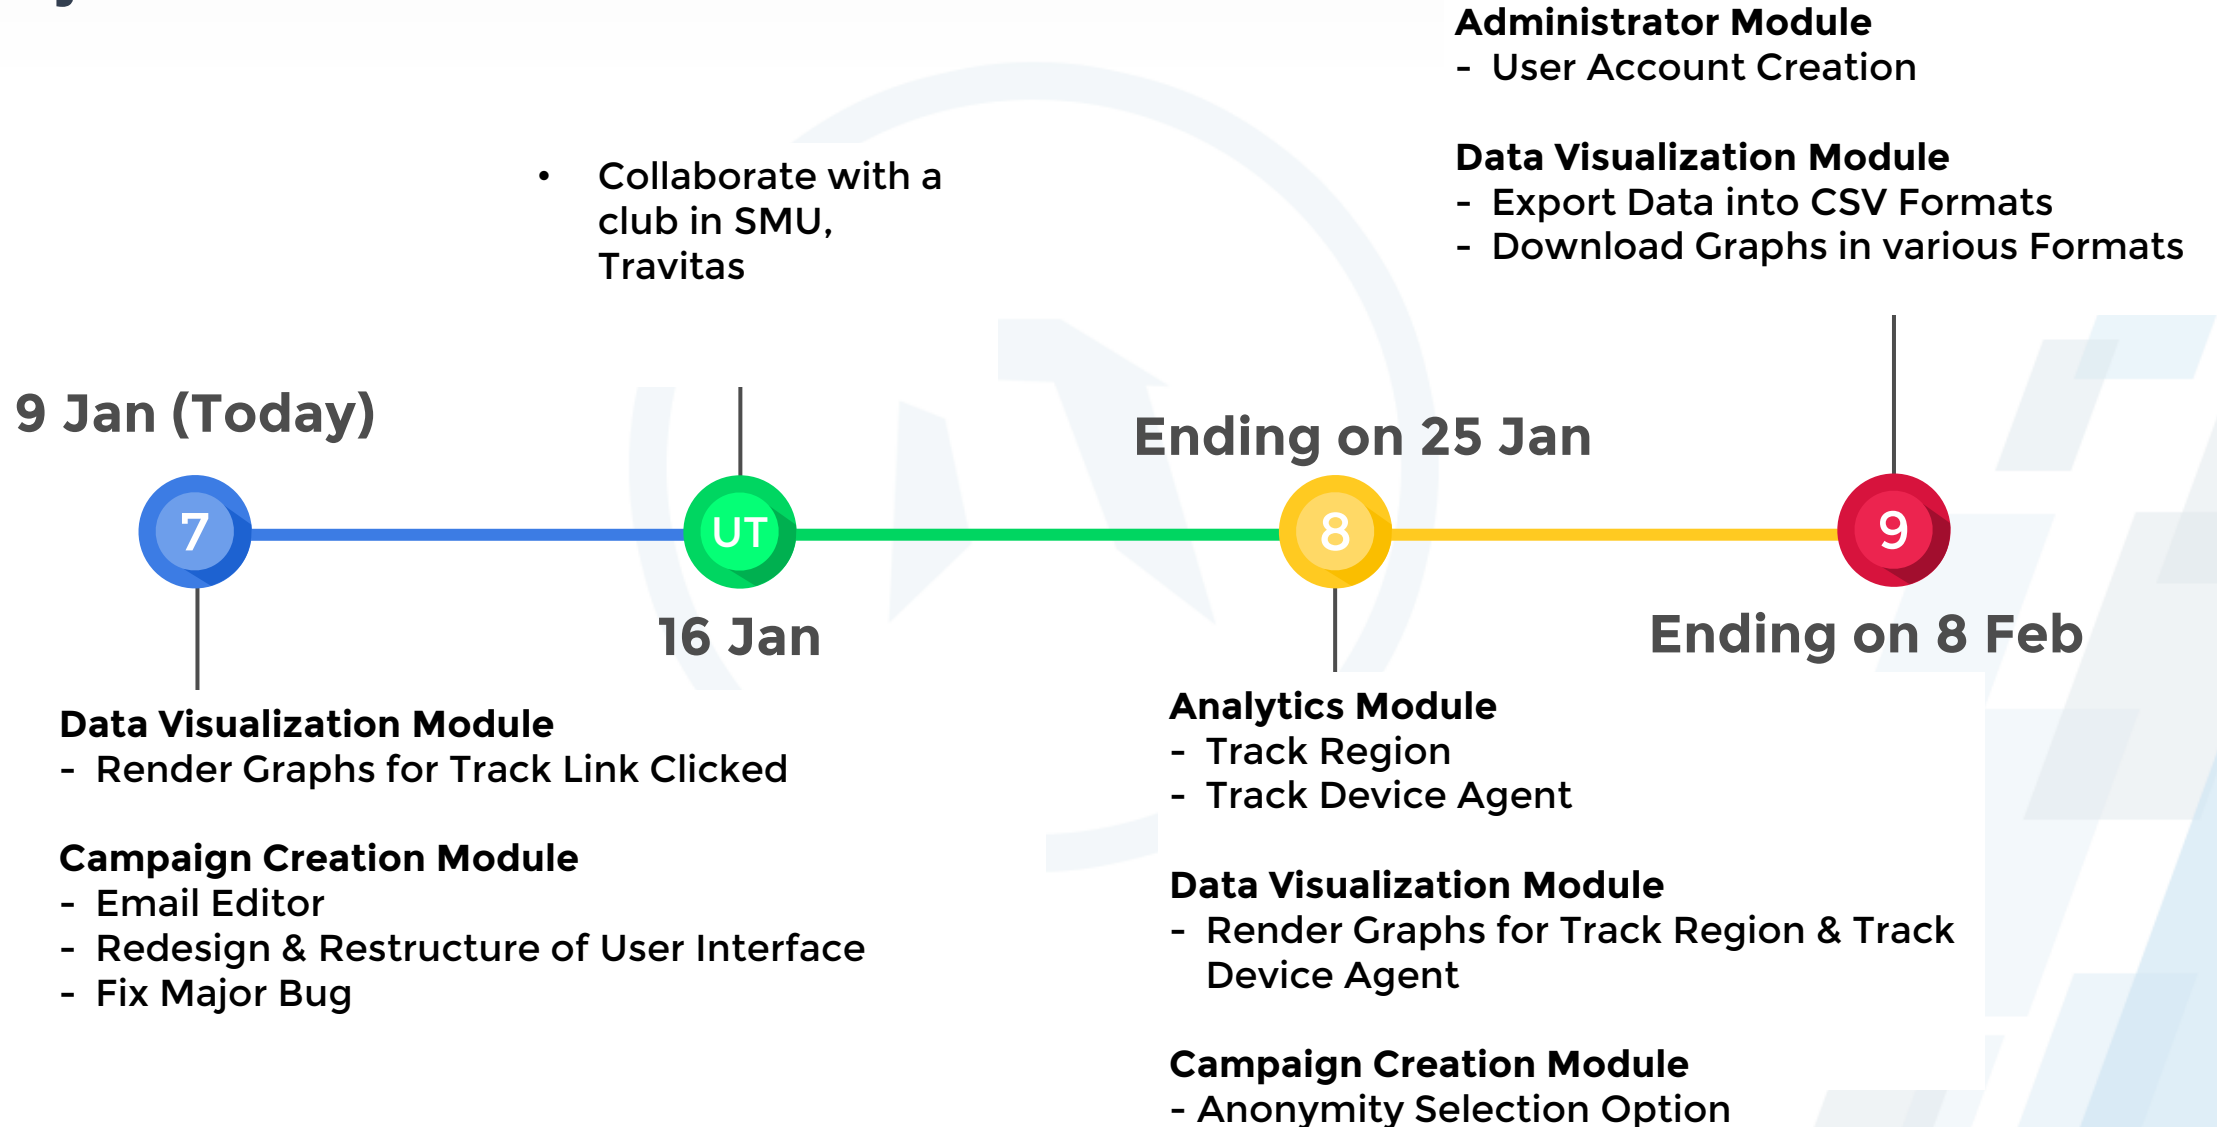 Administrator Module
- User Account Creation
Data Visualization Module
- Export Data into CSV Formats
- Download Graphs in various Formats
• Collaborate with a
club in SMU,
Travitas
9 Jan (Today)
Ending on 25 Jan
7
UT
8
9
16 Jan
Ending on 8 Feb
Data Visualization Module
- Render Graphs for Track Link Clicked
Campaign Creation Module
- Email Editor
- Redesign & Restructure of User Interface
- Fix Major Bug
Analytics Module
- Track Region
- Track Device Agent
Data Visualization Module
- Render Graphs for Track Region & Track
Device Agent
Campaign Creation Module
- Anonymity Selection Option